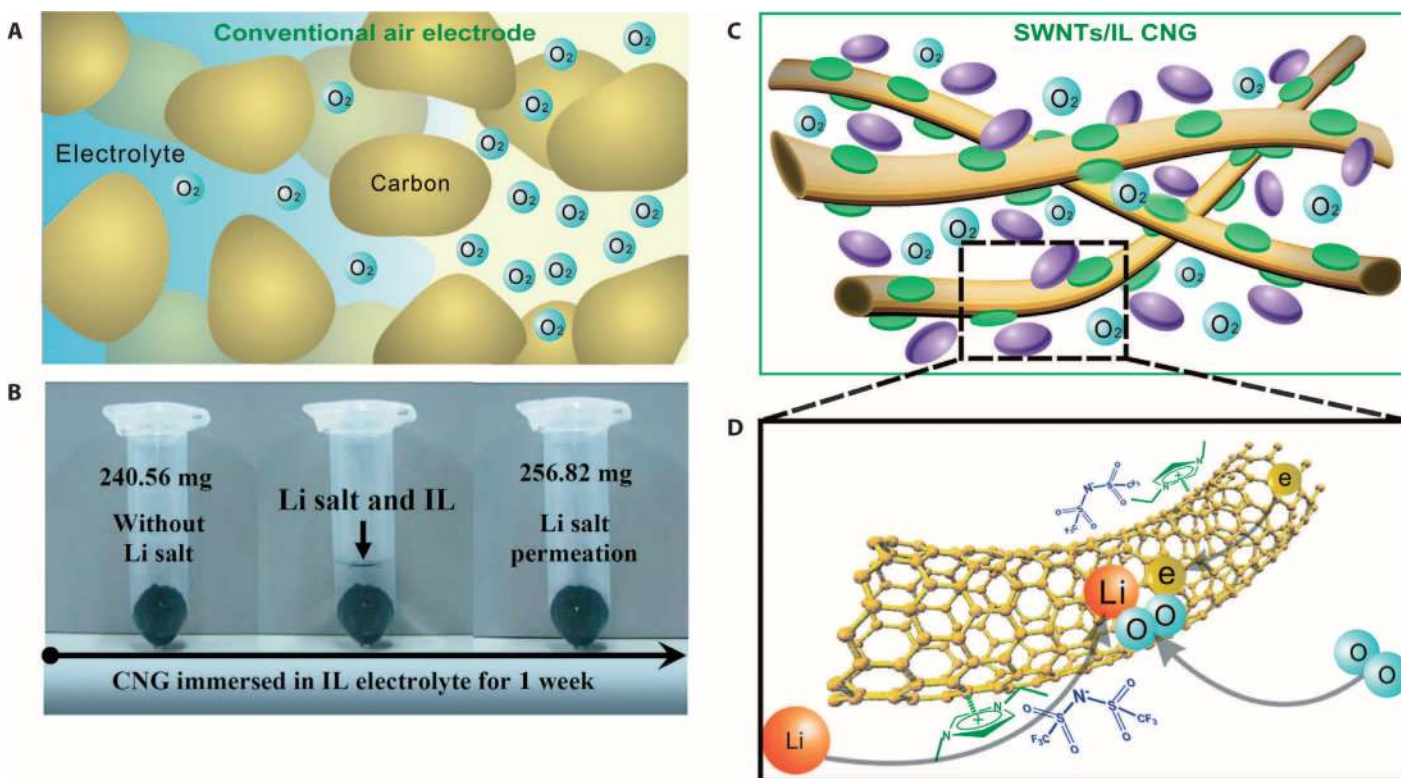 A
Conventional air electrode
O₂
O₂
O₂
O₂
O₂
Electrolyte
Carbon
O₂
O₂
O₂
O₂
O₂
O₂
O₂
O₂
O₂
O₂
O₂
B
240.56 mg
Without
Li salt
Li salt and IL
256.82 mg
Li salt
permeation
CNG immersed in IL electrolyte for 1 week
C
SWNTs/IL CNG
O₂
O₂
O₂
O₂
O₂
O₂
O₂
O₂
O₂
O₂
O₂
O₂
D
O
O
N⁻
S
CF₃
S
O
O
F₃C
N
N
+
e
e
Li
O
O
O
O
Li
N
N
+
O
N⁻
O
S
S
F₃C
O
O
CF₃